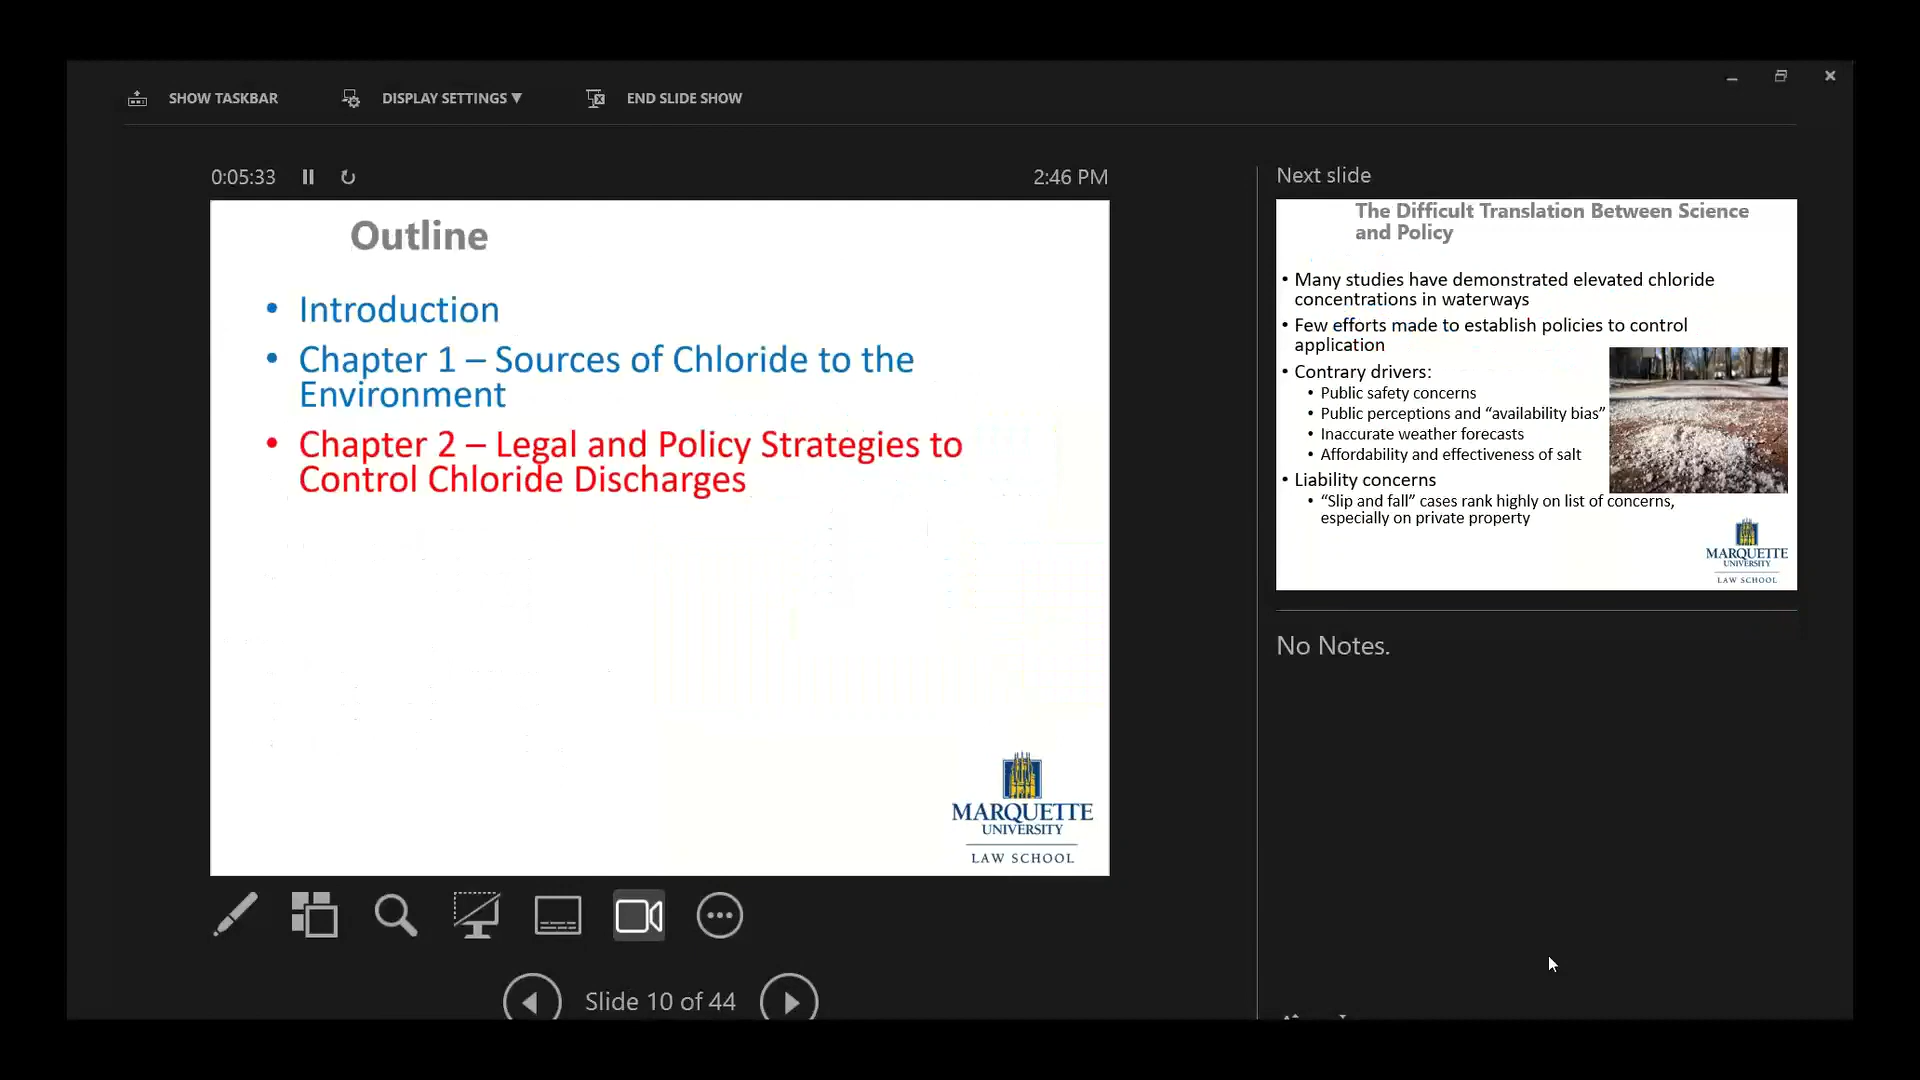 SHOW TASKBAR
DISPLAY SETTINGS ▼
END SLIDE SHOW
0:05:33
2:46 PM
Outline
• Introduction
• Chapter 1 – Sources of Chloride to the
Environment
• Chapter 2 – Legal and Policy Strategies to
Control Chloride Discharges
MARQUETTE
UNIVERSITY
LAW SCHOOL
Slide 10 of 44
Next slide
The Difficult Translation Between Science
and Policy
• Many studies have demonstrated elevated chloride
concentrations in waterways
• Few efforts made to establish policies to control
application
• Contrary drivers:
• Public safety concerns
• Public perceptions and “availability bias”
• Inaccurate weather forecasts
• Affordability and effectiveness of salt
• Liability concerns
• “Slip and fall” cases rank highly on list of concerns,
especially on private property
MARQUETTE
UNIVERSITY
LAW SCHOOL
No Notes.